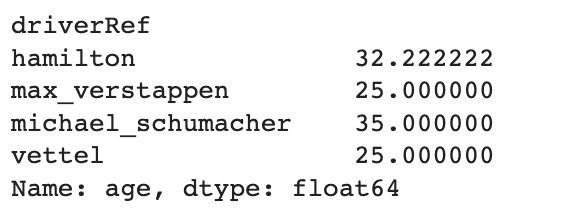 driverRef
hamilton              32.222222
max_verstappen        25.000000
michael_schumacher    35.000000
vettel                25.000000
Name: age, dtype: float64